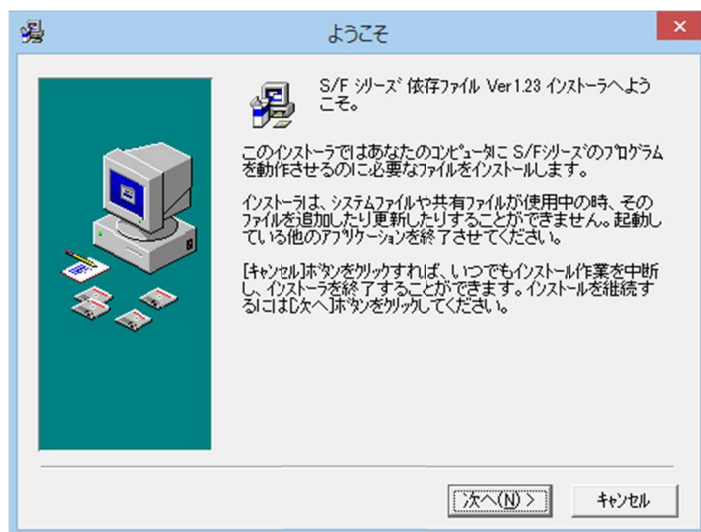 ようこそ
S/F ｼﾘｰｽﾞ依存ﾌｧｲﾙ Ver1.23 ｲﾝｽﾄｰﾗへよう
こそ。
このｲﾝｽﾄｰﾗではあなたのｺﾝﾋﾟｭｰﾀに S/Fｼﾘｰｽﾞのﾌﾟﾛｸﾞﾗﾑ
を動作させるのに必要なﾌｧｲﾙをｲﾝｽﾄｰﾙします。
ｲﾝｽﾄｰﾗは、ｼｽﾃﾑﾌｧｲﾙや共有ﾌｧｲﾙが使用中の時、その
ﾌｧｲﾙを追加したり更新したりすることができません。起動し
ている他のｱﾌﾟﾘｹｰｼｮﾝを終了させてください。
[ｷｬﾝｾﾙ]ﾎﾞﾀﾝをｸﾘｯｸすれば、いつでもｲﾝｽﾄｰﾙ作業を中断
し、ｲﾝｽﾄｰﾗを終了することができます。ｲﾝｽﾄｰﾙを継続す
るには[次へ]ﾎﾞﾀﾝをｸﾘｯｸしてください。
次へ(N) >
ｷｬﾝｾﾙ